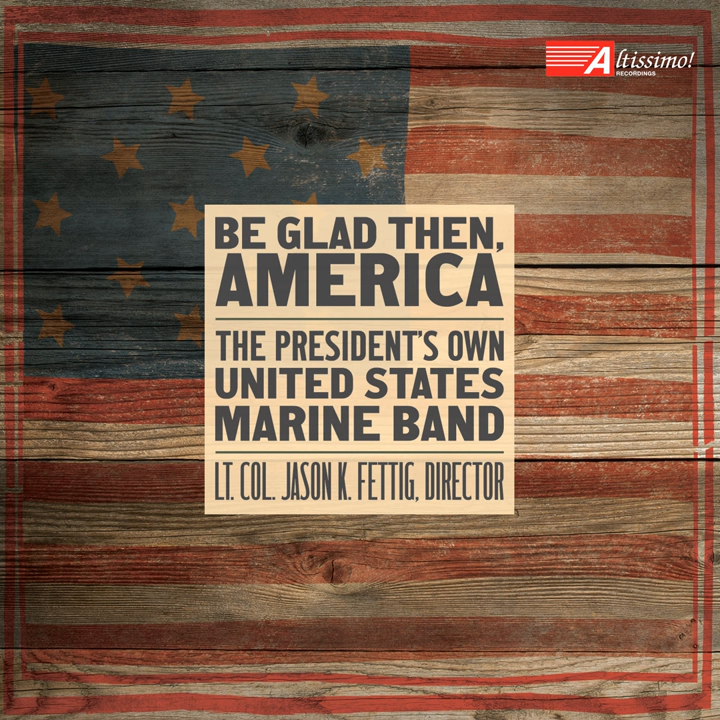 Altissimo!
RECORDINGS
BE GLAD THEN,
AMERICA
THE PRESIDENT'S OWN
UNITED STATES
MARINE BAND
LT. COL. JASON K. FETTIG, DIRECTOR